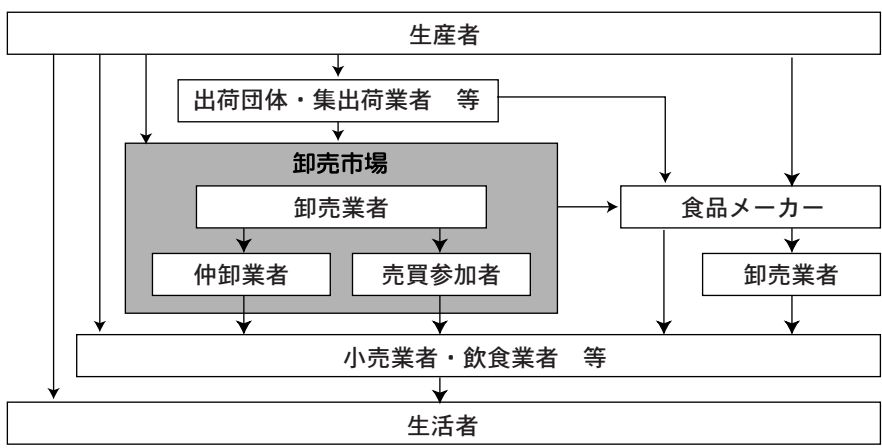 生産者
出荷団体・集出荷業者　等
卸売市場
卸売業者
食品メーカー
仲卸業者
売買参加者
卸売業者
小売業者・飲食業者　等
生活者